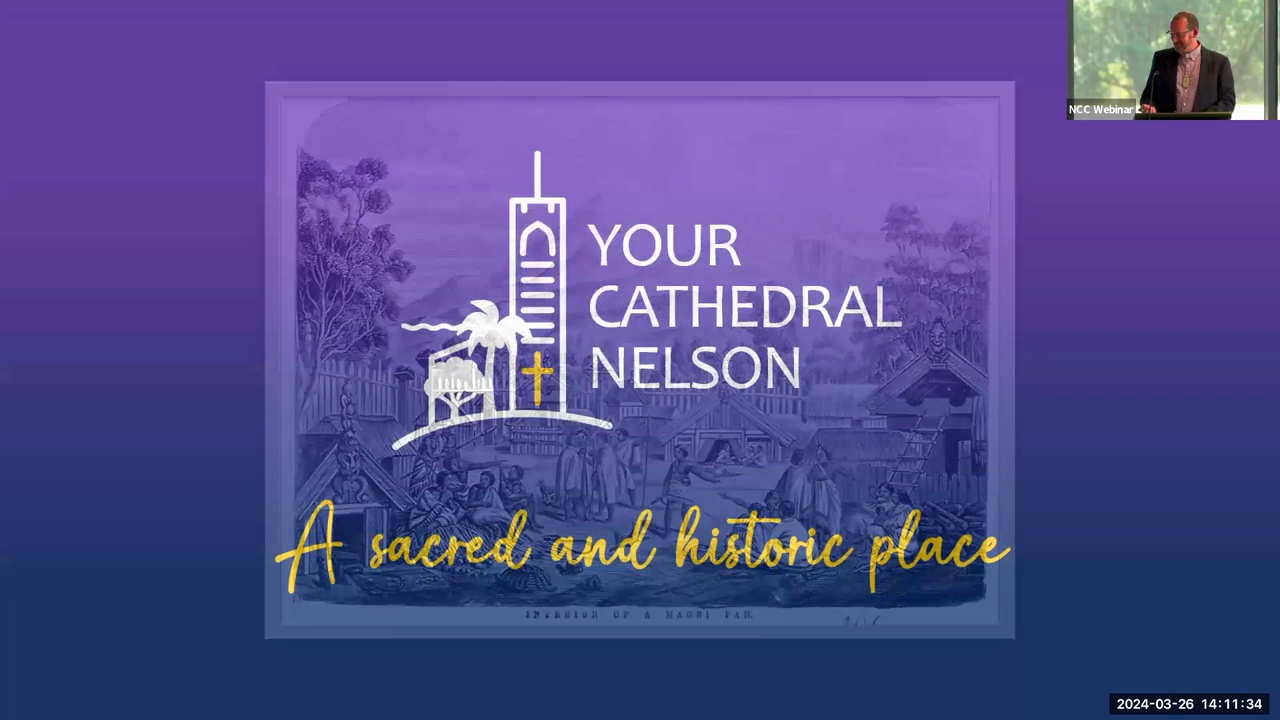 NCC Webinar
YOUR
CATHEDRAL
NELSON
A sacred and historic place
INTERIOR OF A MAORI PAH.
2024-03-26 14:11:34